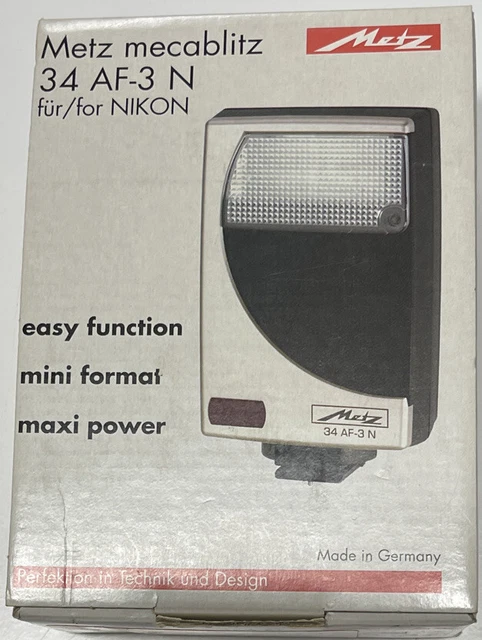 Metz mecablitz
34 AF-3 N
für/for NIKON
Metz
easy function
mini format
maxi power
Metz
34 AF-3 N
Made in Germany
Perfektion in Technik und Design